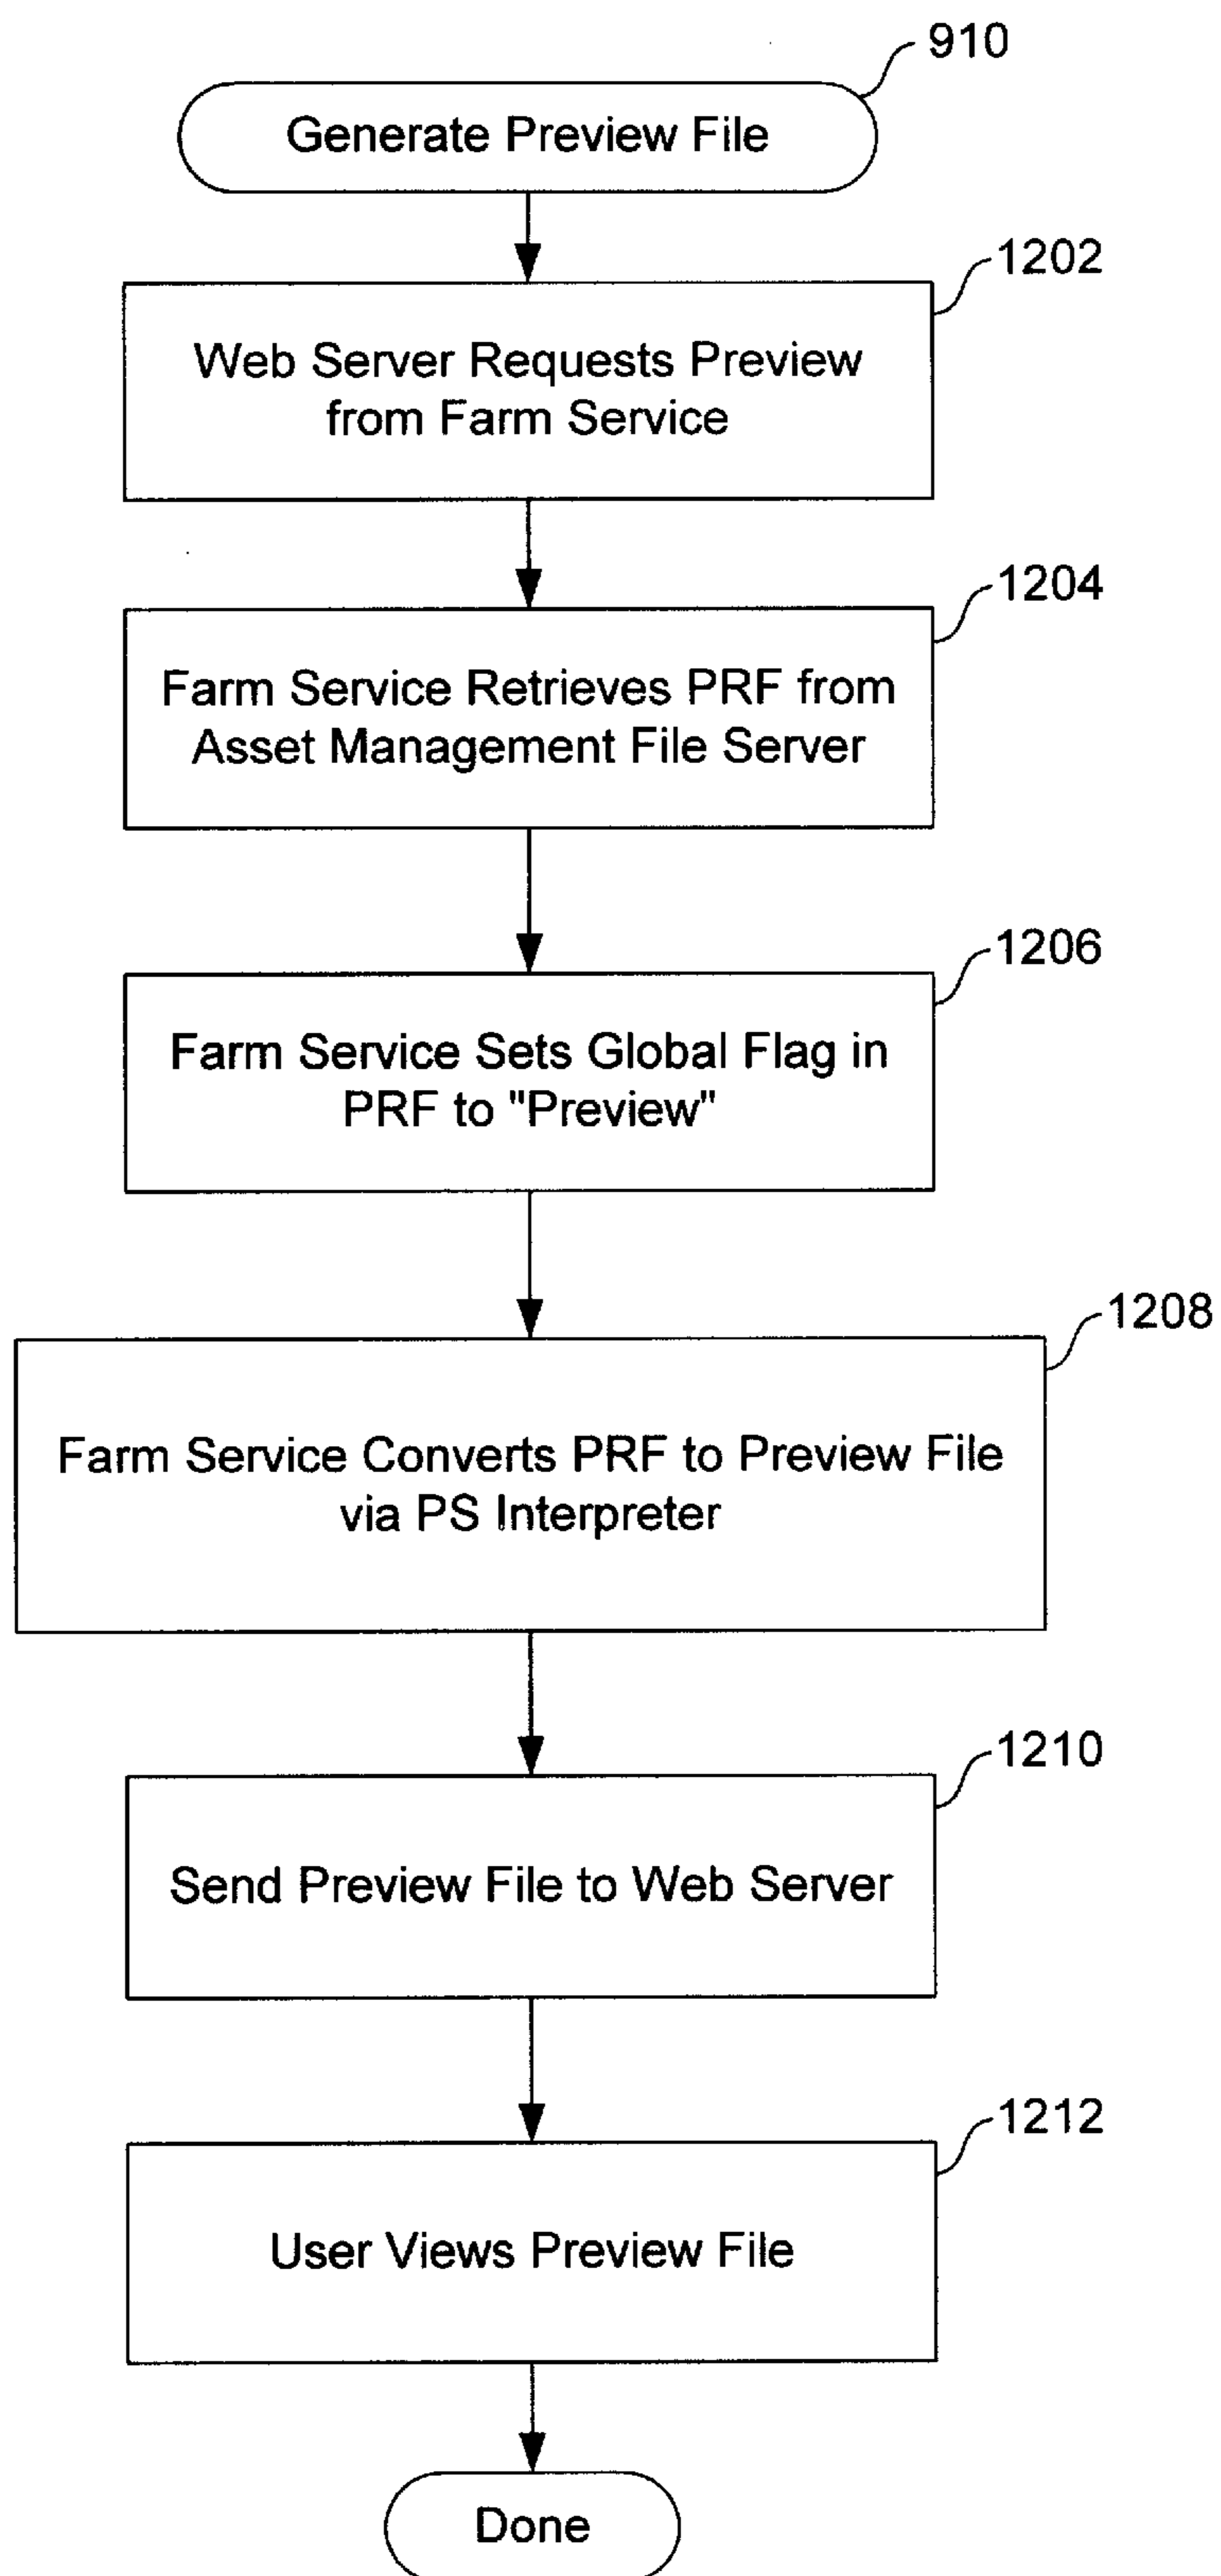 910
Generate Preview File
1202
Web Server Requests Preview
from Farm Service
1204
Farm Service Retrieves PRF from
Asset Management File Server
1206
Farm Service Sets Global Flag in
PRF to "Preview"
1208
Farm Service Converts PRF to Preview File
via PS Interpreter
1210
Send Preview File to Web Server
1212
User Views Preview File
Done